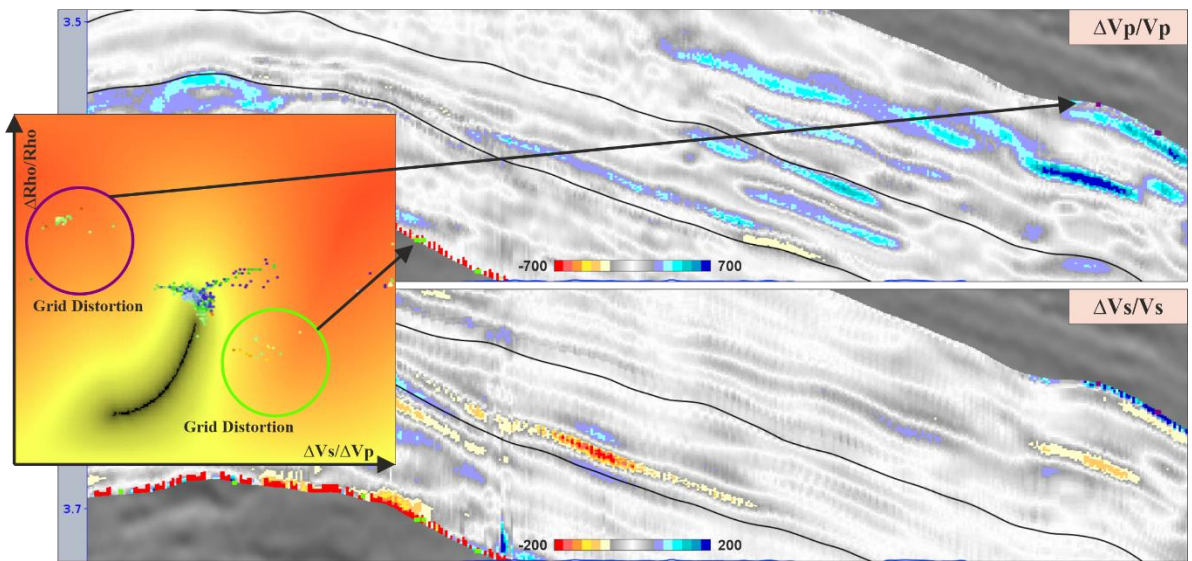 3.5
ΔVp/Vp
ΔRho/Rho
Grid Distortion
-700 700
ΔVs/Vs
Grid Distortion
ΔVs/ΔVp
3.7
-200 200